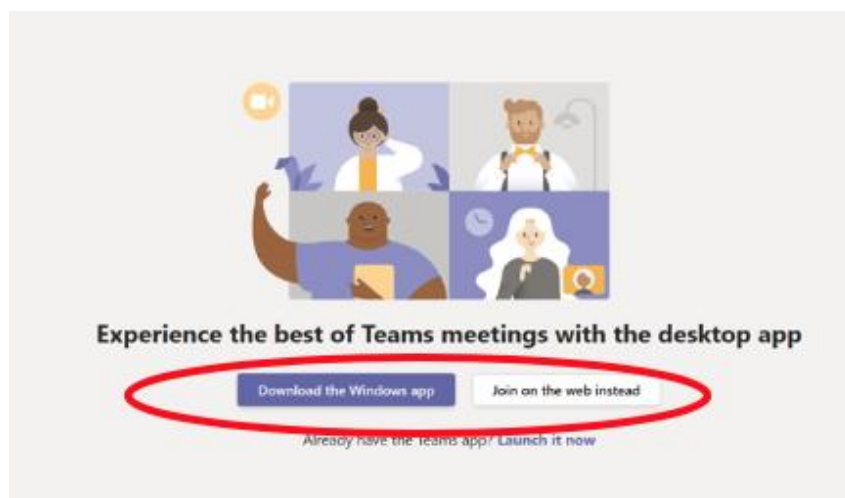 Experience the best of Teams meetings with the desktop app
Download the Windows app
Join on the web instead
Already have the Teams app? Launch it now